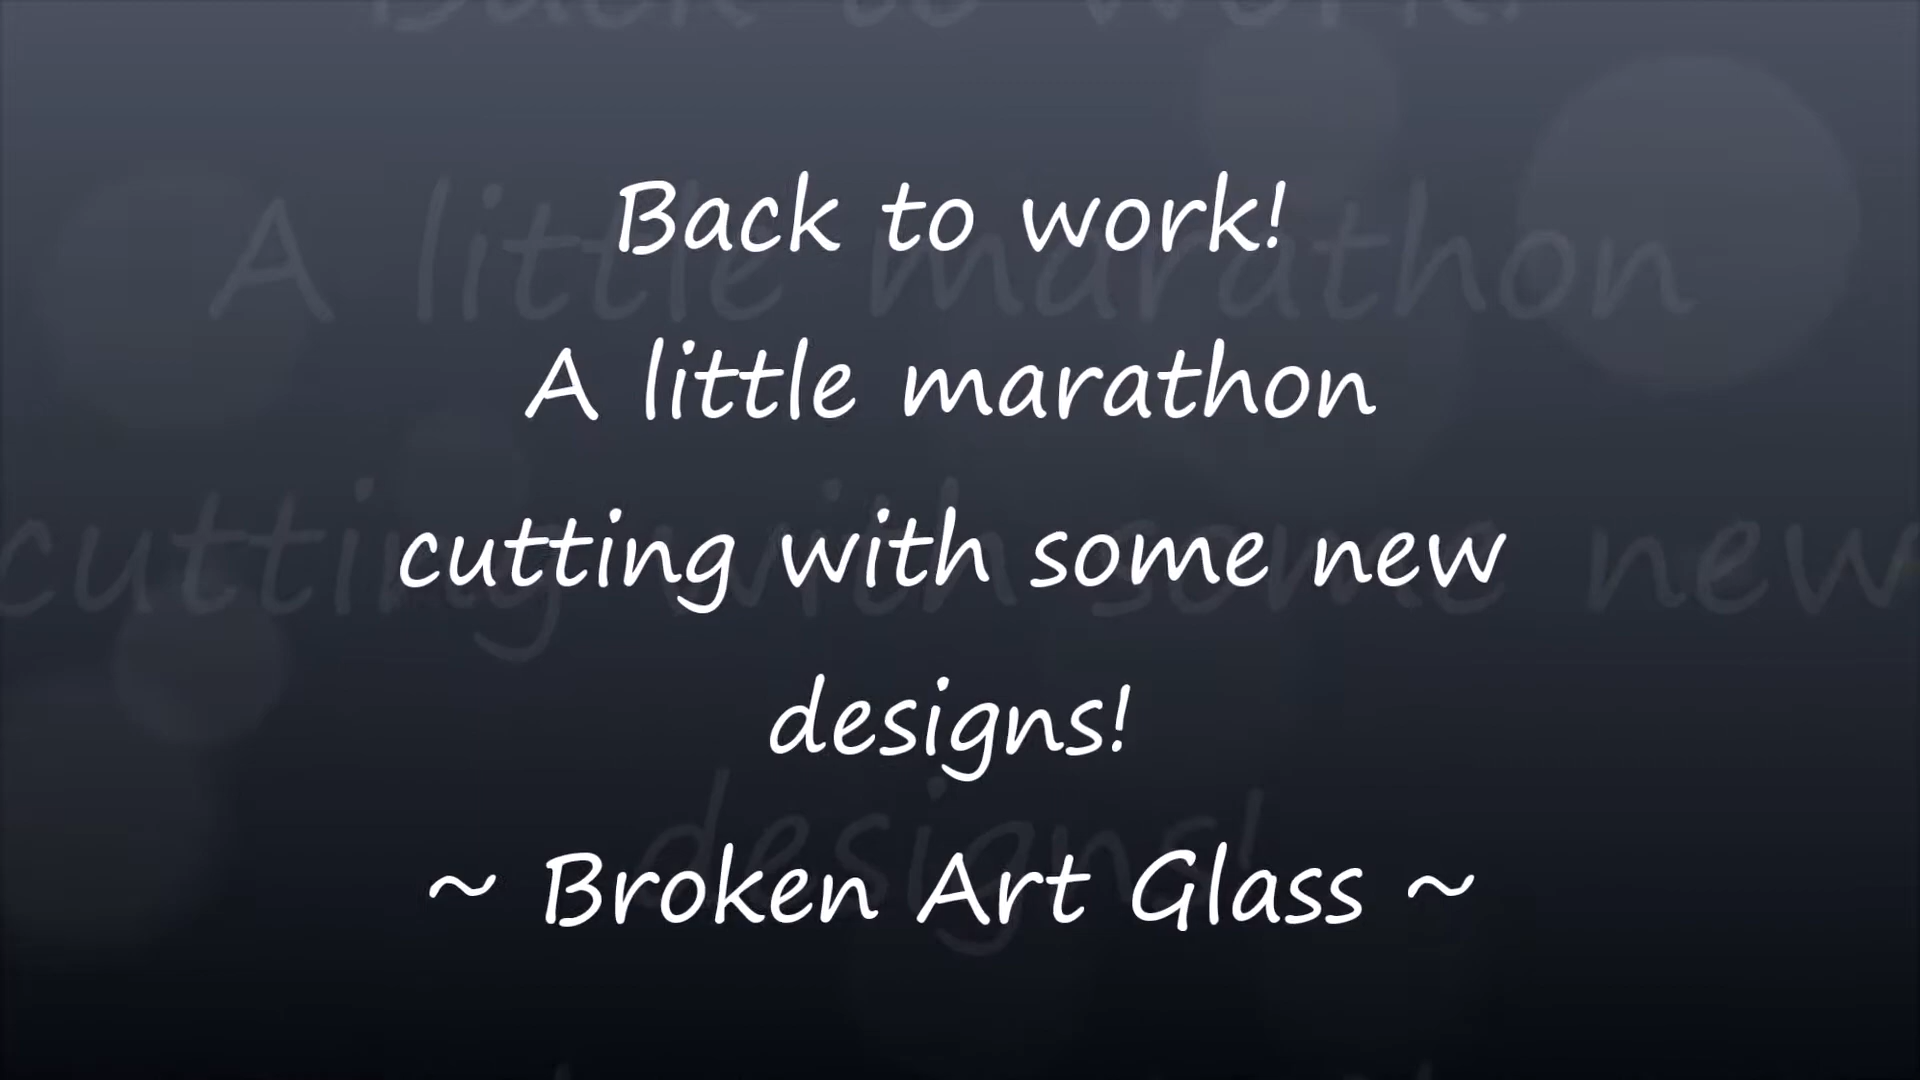 Back to work!
A little marathon
cutting with some new
designs!
~ Broken Art Glass ~